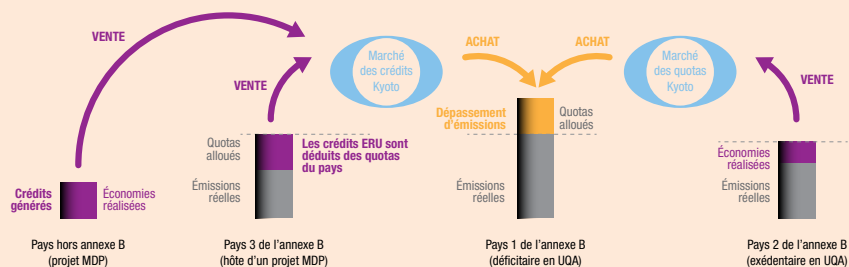 VENTE
VENTE
Marché
des crédits
Kyoto
ACHAT
ACHAT
Marché
des quotas
Kyoto
VENTE
Crédits
générés
Économies
réalisées
Pays hors annexe B
(projet MDP)
Quotas
alloués
Les crédits ERU sont
déduits des quotas
du pays
Émissions
réelles
Pays 3 de l'annexe B
(hôte d'un projet MDP)
Dépassement
d'émissions
Quotas
alloués
Émissions
réelles
Pays 1 de l'annexe B
(déficitaire en UQA)
Économies
réalisées
Émissions
réelles
Pays 2 de l'annexe B
(exédentaire en UQA)